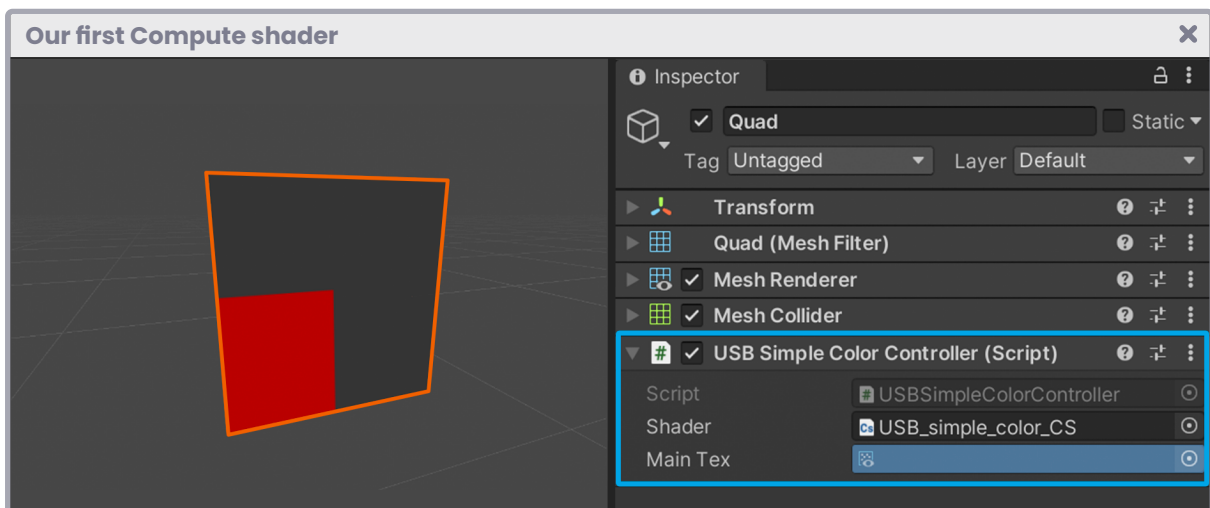 Our first Compute shader
Inspector
Quad
Static
Tag Untagged Layer Default
Transform
Quad (Mesh Filter)
Mesh Renderer
Mesh Collider
# USB Simple Color Controller (Script)
Script # USBSimpleColorController
Shader Cs USB_simple_color_CS
Main Tex